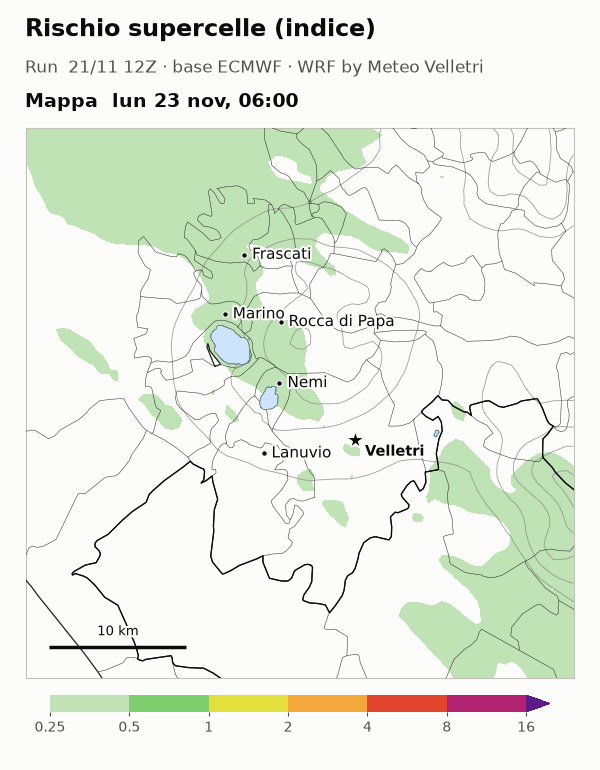 Rischio supercelle (indice)
Run  21/11 12Z · base ECMWF · WRF by Meteo Velletri
Mappa  lun 23 nov, 06:00
Frascati
Marino
Rocca di Papa
Nemi
Velletri
Lanuvio
10 km
0.25 0.5 1 2 4 8 16